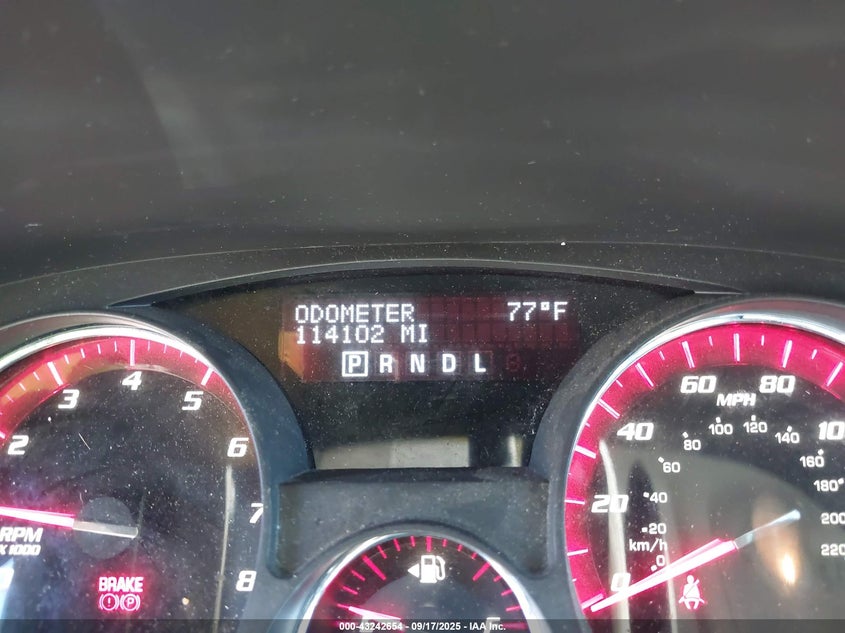 ODOMETER 77°F
114102 MI
P R N D L
2 3 4 5 6 7 8
RPM
X1000
BRAKE
0 20 40 60 80
MPH
0 20 40 60 80 100 120 140 160 180 200 220
km/h
000-43242654 - 09/17/2025 - IAA Inc.